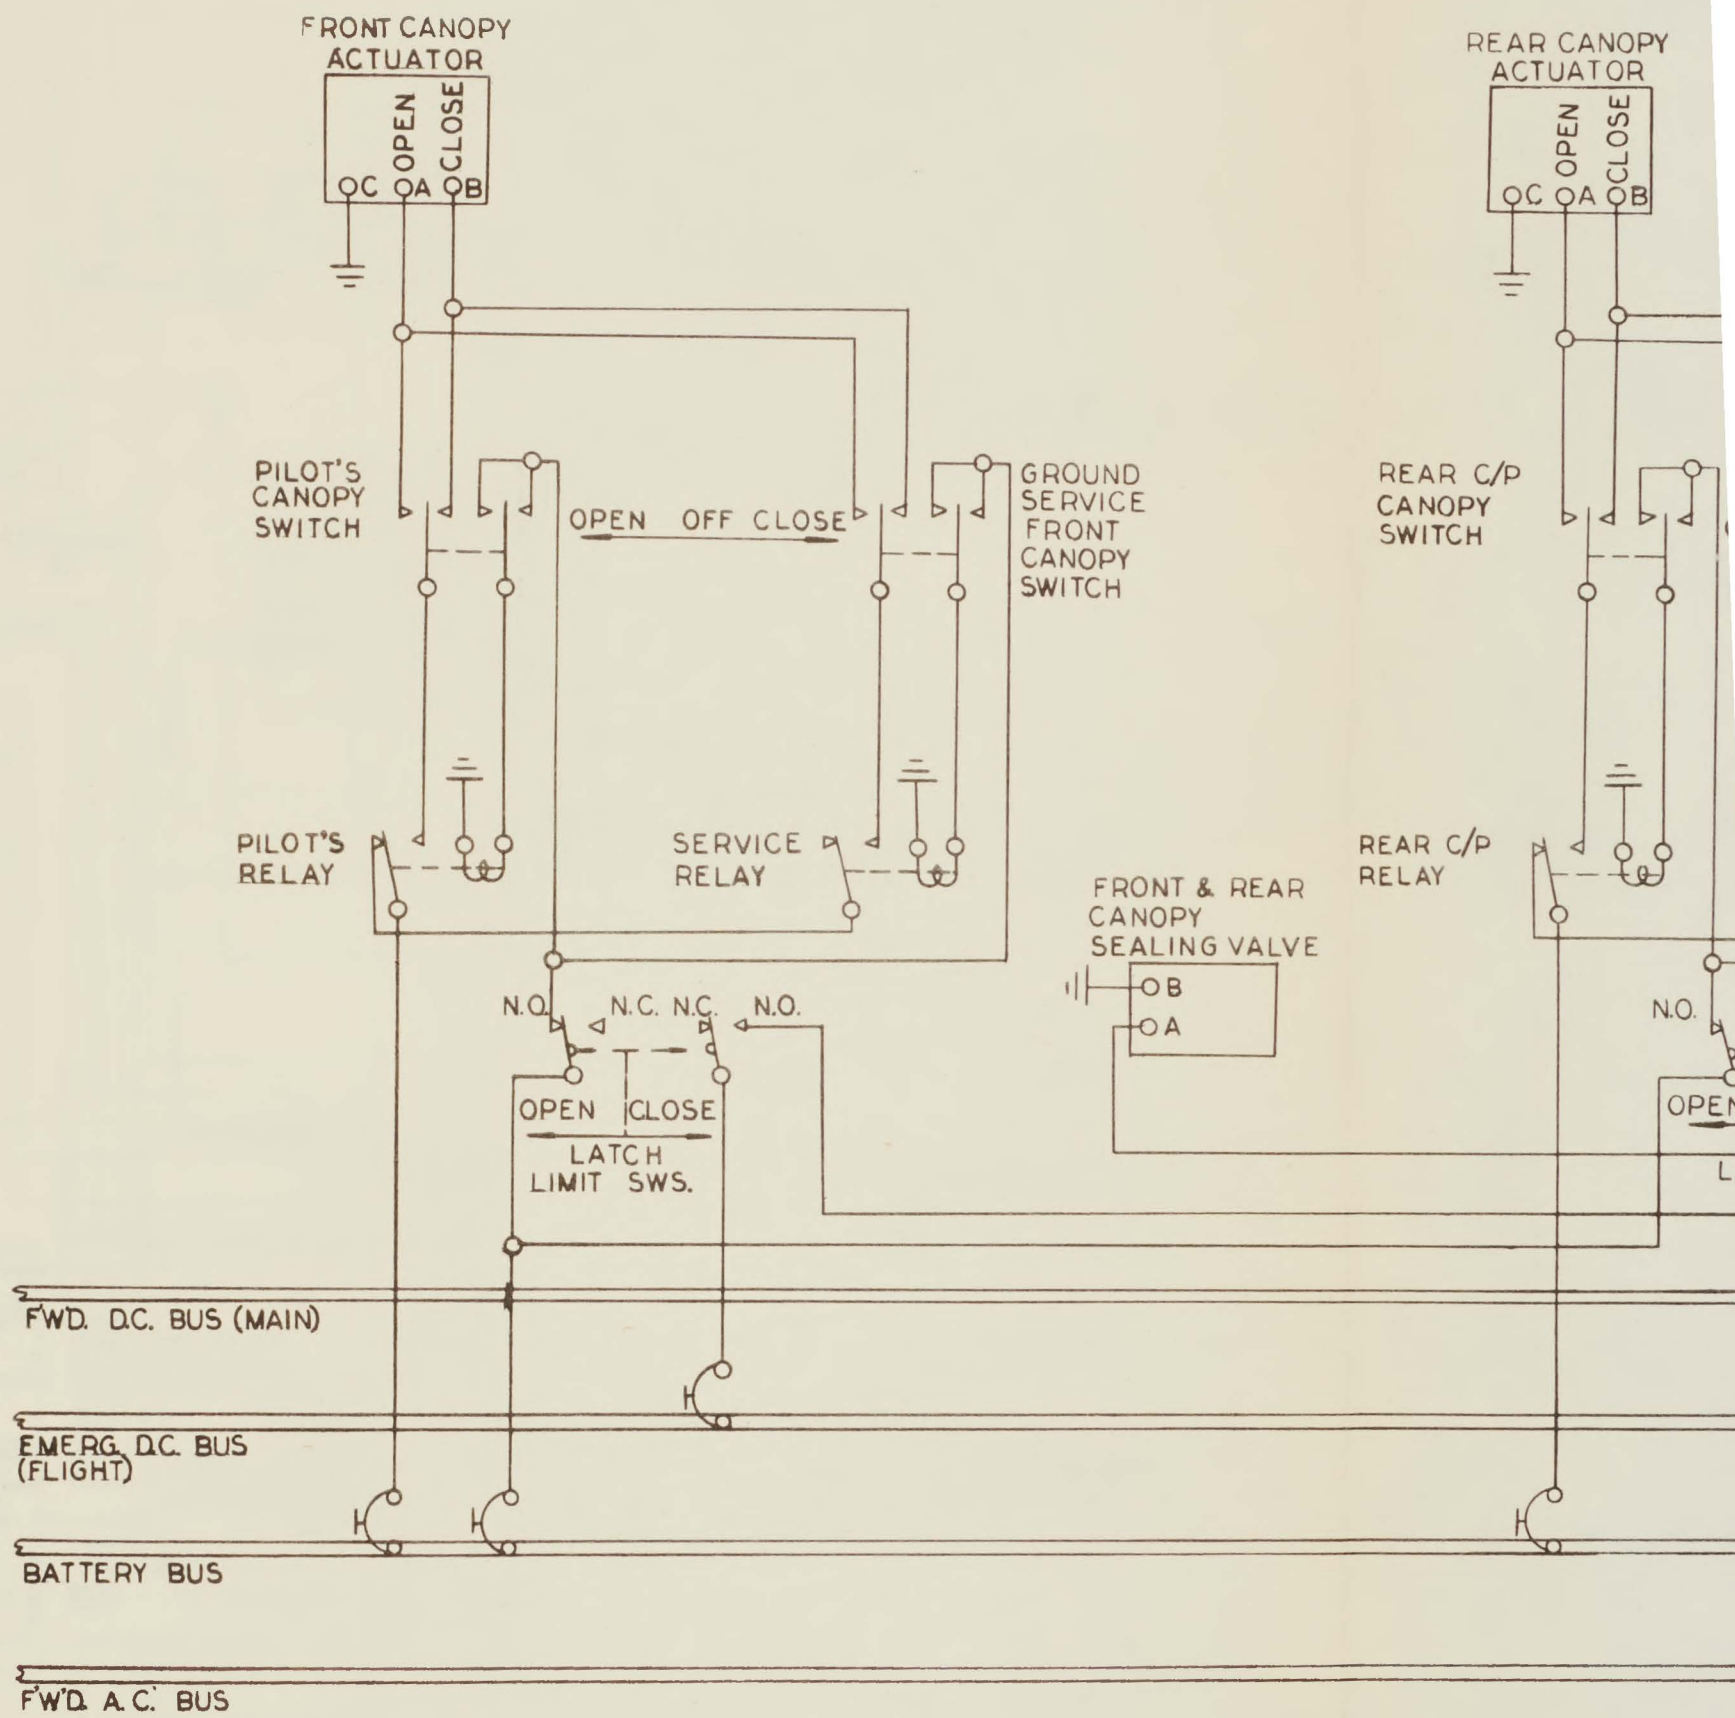 FRONT CANOPY
ACTUATOR
OPEN
CLOSE
C A B
REAR CANOPY
ACTUATOR
OPEN
CLOSE
C A B
PILOT'S
CANOPY
SWITCH
OPEN OFF CLOSE
GROUND
SERVICE
FRONT
CANOPY
SWITCH
REAR C/P
CANOPY
SWITCH
PILOT'S
RELAY
SERVICE
RELAY
FRONT & REAR
CANOPY
SEALING VALVE
B
A
REAR C/P
RELAY
N.O. N.C. N.C. N.O.
OPEN CLOSE
LATCH
LIMIT SWS.
N.O.
OPEN
L
FWD. D.C. BUS (MAIN)
EMERG. D.C. BUS
(FLIGHT)
BATTERY BUS
F'W'D. A.C. BUS